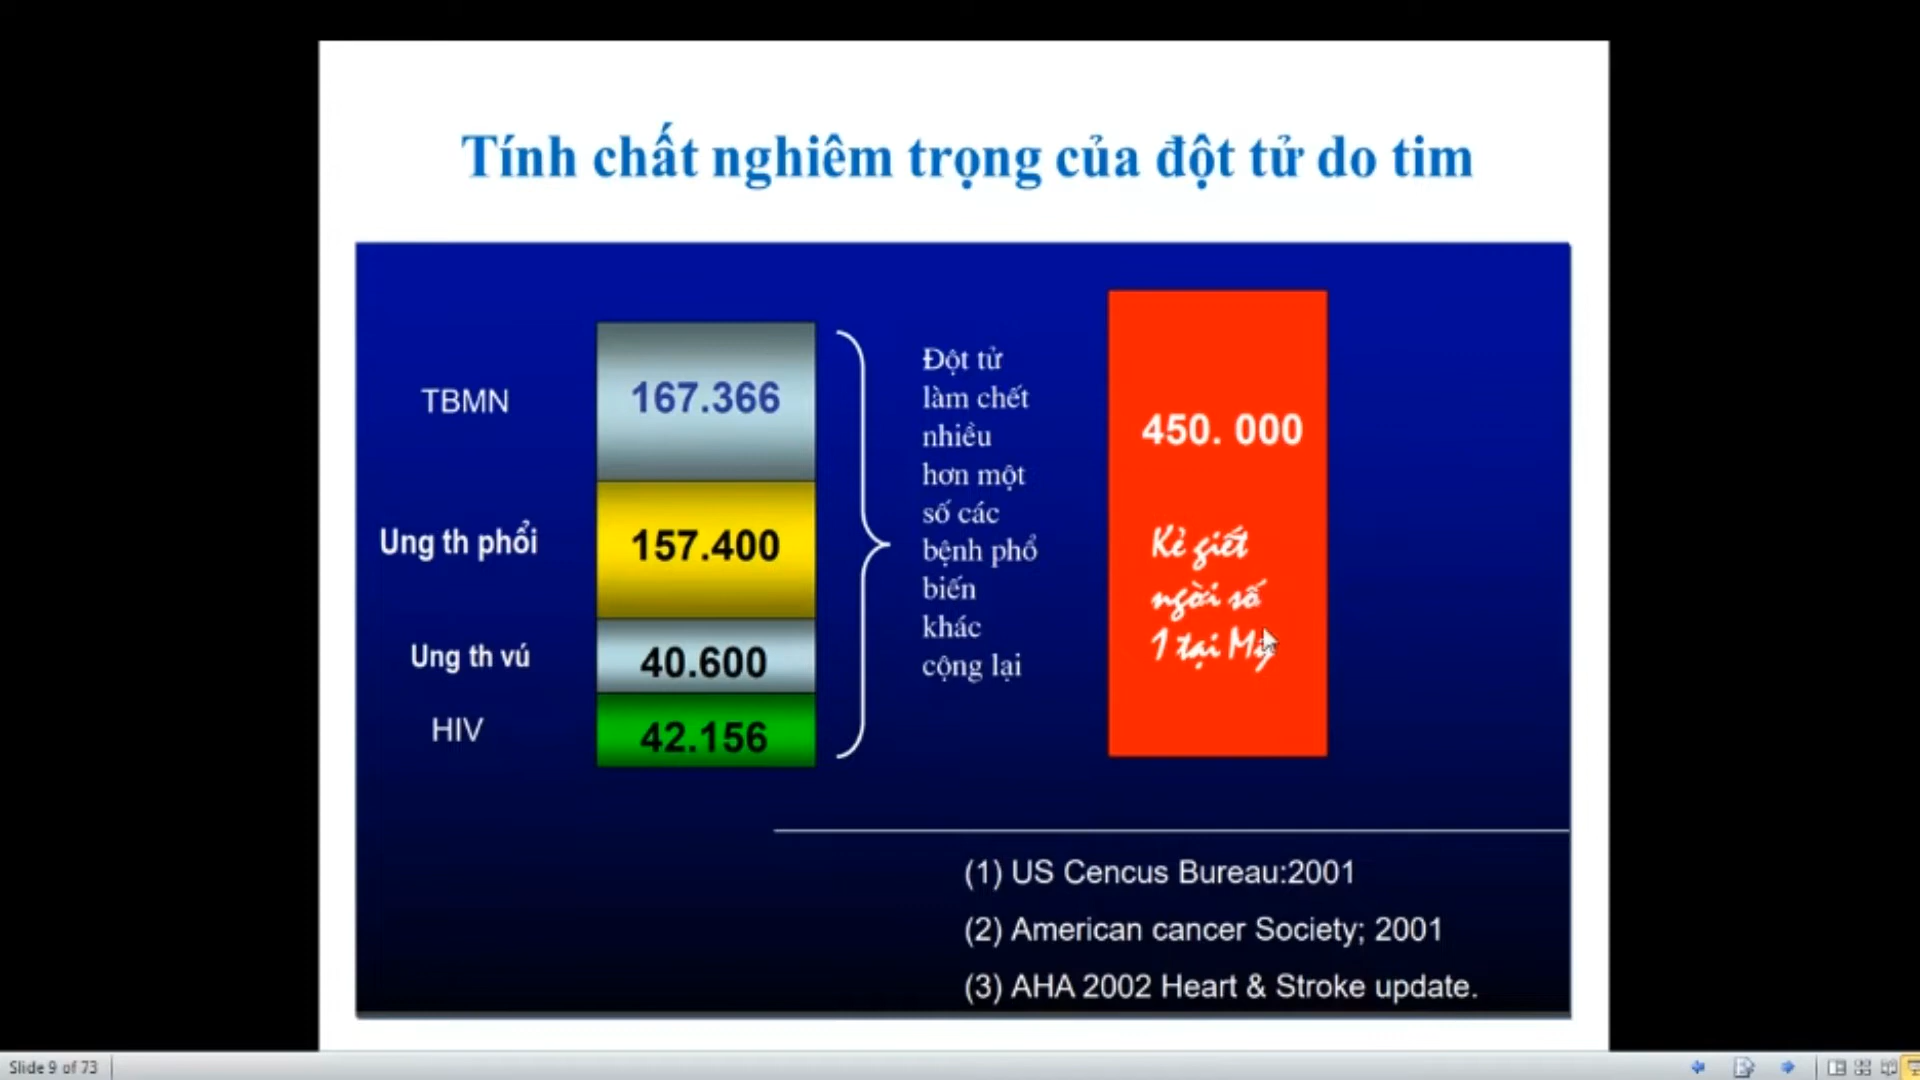 Tính chất nghiêm trọng của đột tử do tim
TBMN
167.366
Ung th phổi
157.400
Ung th vú
40.600
HIV
42.156
Đột tử
làm chết
nhiều
hơn một
số các
bệnh phổ
biến
khác
cộng lại
450. 000
Kẻ giết
ngời số
1 tại Mỹ
(1) US Cencus Bureau:2001
(2) American cancer Society; 2001
(3) AHA 2002 Heart & Stroke update.
Slide 9 of 73